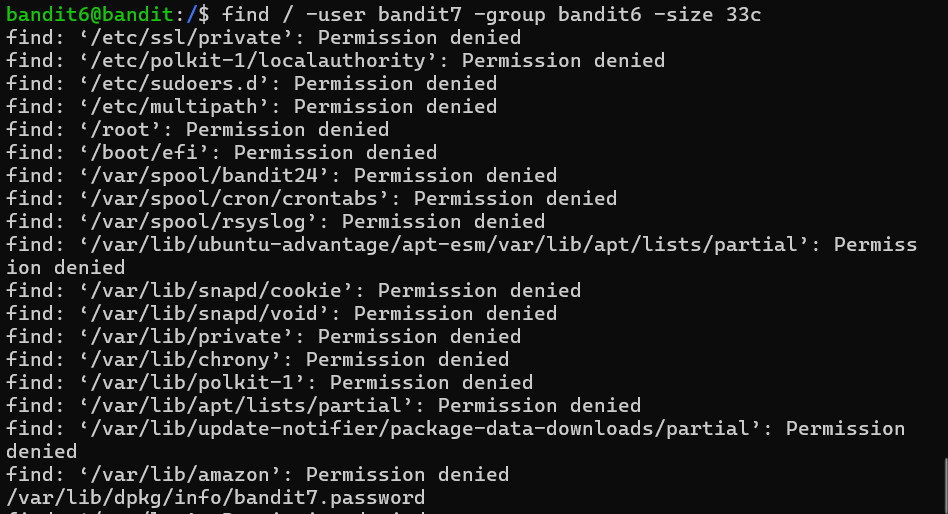 bandit6@bandit:/$ find / -user bandit7 -group bandit6 -size 33c
find: ‘/etc/ssl/private’: Permission denied
find: ‘/etc/polkit-1/localauthority’: Permission denied
find: ‘/etc/sudoers.d’: Permission denied
find: ‘/etc/multipath’: Permission denied
find: ‘/root’: Permission denied
find: ‘/boot/efi’: Permission denied
find: ‘/var/spool/bandit24’: Permission denied
find: ‘/var/spool/cron/crontabs’: Permission denied
find: ‘/var/spool/rsyslog’: Permission denied
find: ‘/var/lib/ubuntu-advantage/apt-esm/var/lib/apt/lists/partial’: Permiss
ion denied
find: ‘/var/lib/snapd/cookie’: Permission denied
find: ‘/var/lib/snapd/void’: Permission denied
find: ‘/var/lib/private’: Permission denied
find: ‘/var/lib/chrony’: Permission denied
find: ‘/var/lib/polkit-1’: Permission denied
find: ‘/var/lib/apt/lists/partial’: Permission denied
find: ‘/var/lib/update-notifier/package-data-downloads/partial’: Permission
denied
find: ‘/var/lib/amazon’: Permission denied
/var/lib/dpkg/info/bandit7.password